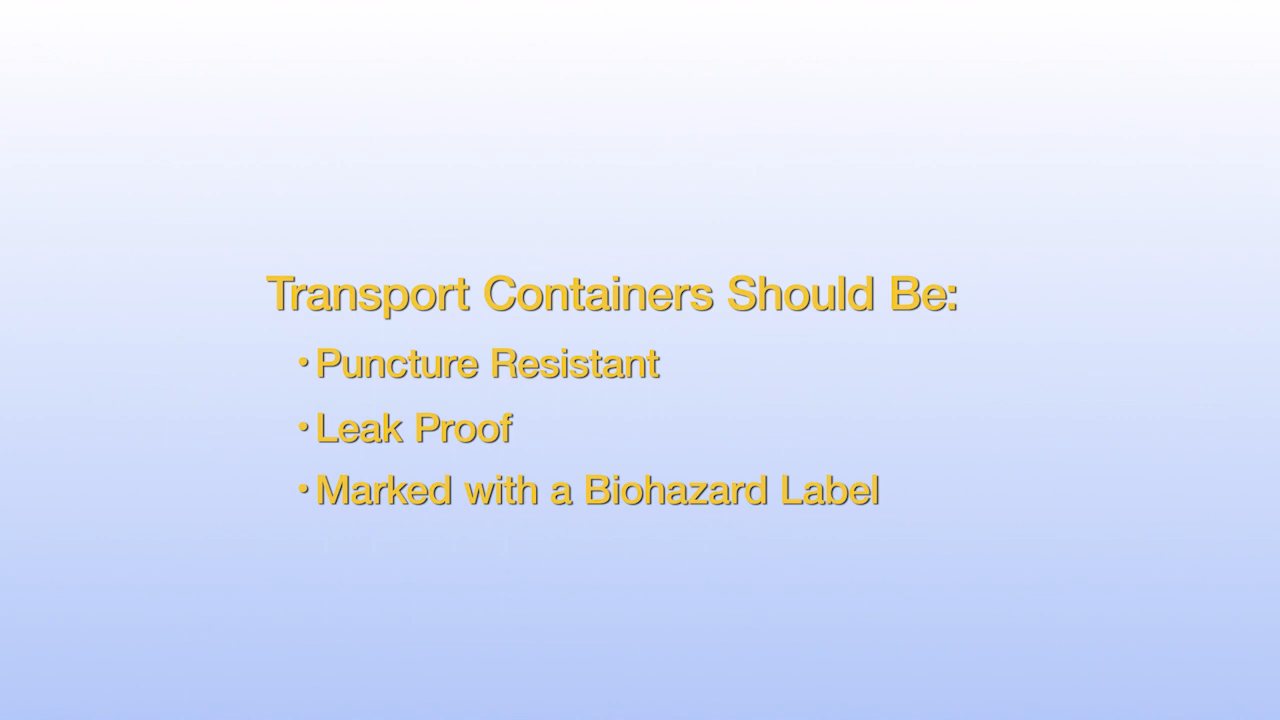 Transport Containers Should Be:
• Puncture Resistant
• Leak Proof
• Marked with a Biohazard Label